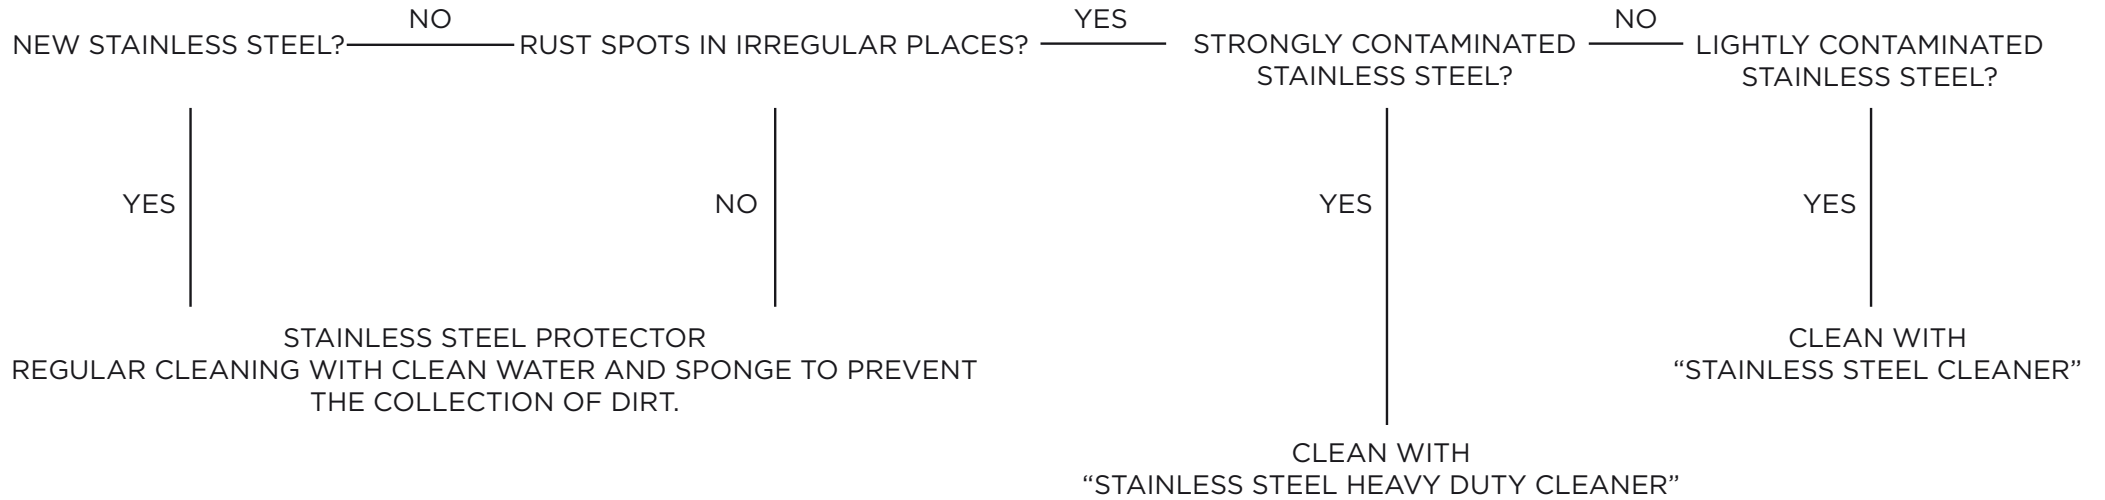 NO
YES
NO
NEW STAINLESS STEEL?
RUST SPOTS IN IRREGULAR PLACES?
STRONGLY CONTAMINATED
STAINLESS STEEL?
LIGHTLY CONTAMINATED
STAINLESS STEEL?
YES
NO
YES
YES
STAINLESS STEEL PROTECTOR
REGULAR CLEANING WITH CLEAN WATER AND SPONGE TO PREVENT
THE COLLECTION OF DIRT.
CLEAN WITH
“STAINLESS STEEL CLEANER”
CLEAN WITH
“STAINLESS STEEL HEAVY DUTY CLEANER”